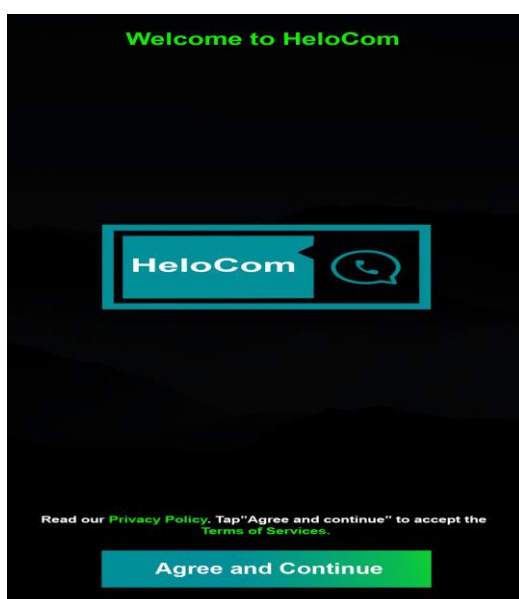 Welcome to HeloCom
HeloCom
Read our Privacy Policy. Tap"Agree and continue" to accept the
Terms of Services.
Agree and Continue